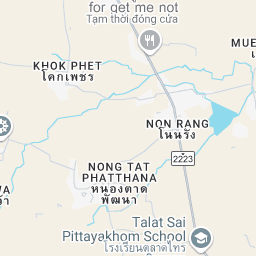 for get me not
Tạm thời đóng cửa
KHOK PHET
โคกเพชร
NON RANG
โนนรัง
2223
NONG TAT
PHATTHANA
หนองตาด
พัฒนา
Talat Sai
Pittayakhom School
โรงเรียนตลาดไทร